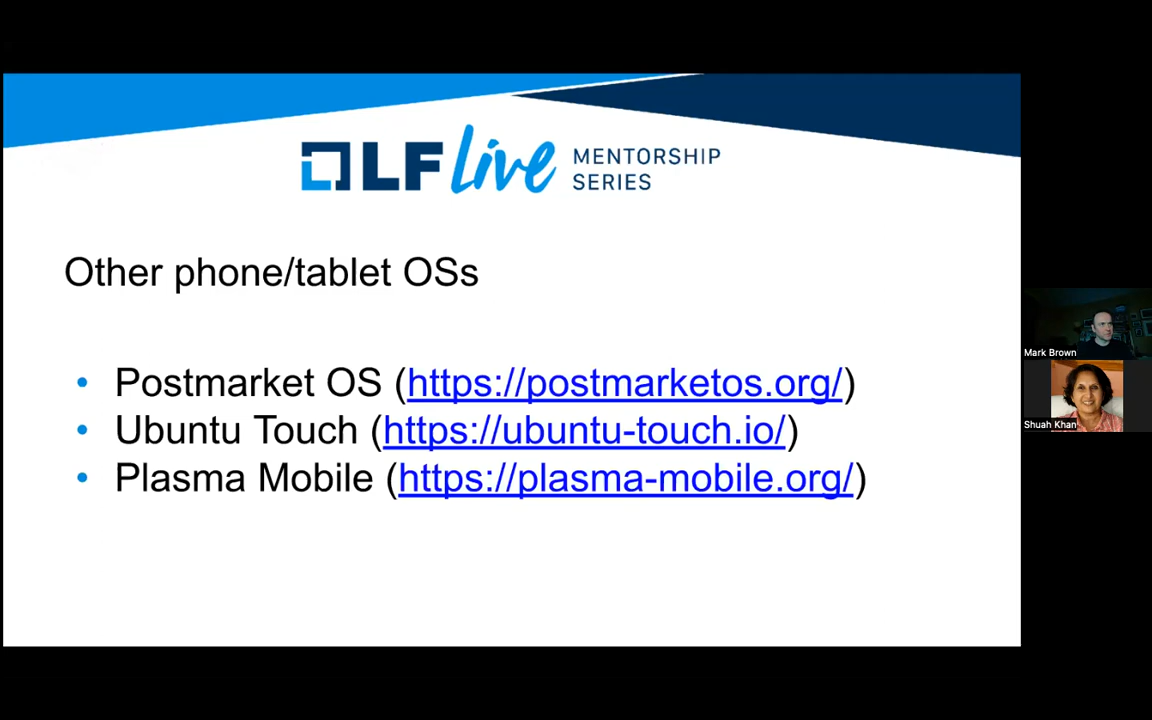 LF Live MENTORSHIP
SERIES
Other phone/tablet OSs
• Postmarket OS (https://postmarketos.org/)
• Ubuntu Touch (https://ubuntu-touch.io/)
• Plasma Mobile (https://plasma-mobile.org/)
Mark Brown
Shuah Khan